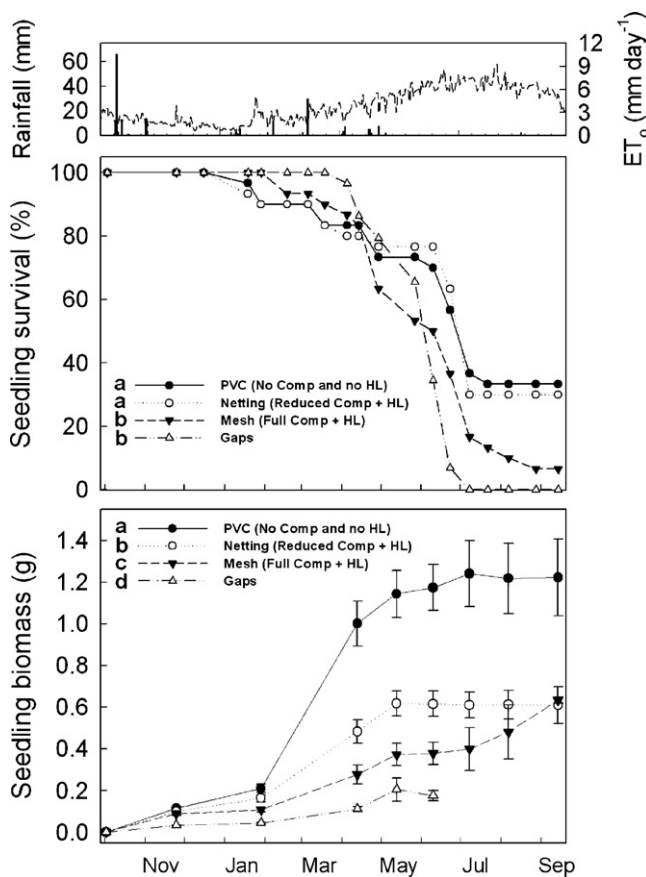 Rainfall (mm)
60
40
20
0
12
9
6
3
0
ETo (mm day-1)
Seedling survival (%)
100
80
60
40
20
0
a PVC (No Comp and no HL)
a Netting (Reduced Comp + HL)
b Mesh (Full Comp + HL)
b Gaps
Seedling biomass (g)
1.4
1.2
1.0
0.8
0.6
0.4
0.2
0.0
a PVC (No Comp and no HL)
b Netting (Reduced Comp + HL)
c Mesh (Full Comp + HL)
d Gaps
Nov Jan Mar May Jul Sep